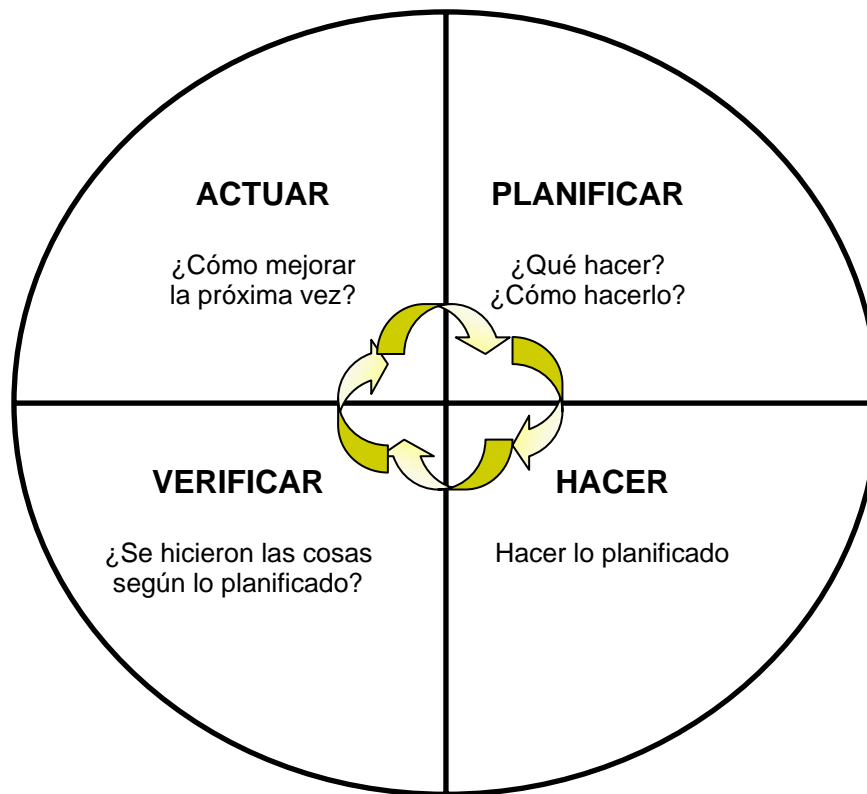 ACTUAR
¿Cómo mejorar
la próxima vez?
PLANIFICAR
¿Qué hacer?
¿Cómo hacerlo?
VERIFICAR
¿Se hicieron las cosas
según lo planificado?
HACER
Hacer lo planificado